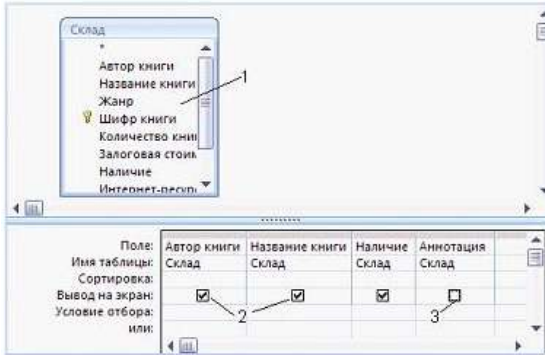 Склад
*
Автор книги
Название книги
Жанр
1
Шифр книги
Количество книг
Залоговая стоим
Наличие
Интернет-ресурс
Поле: Автор книги Название книги Наличие Аннотация
Имя таблицы: Склад Склад Склад Склад
Сортировка:
Вывод на экран:
2 3
Условие отбора:
или: